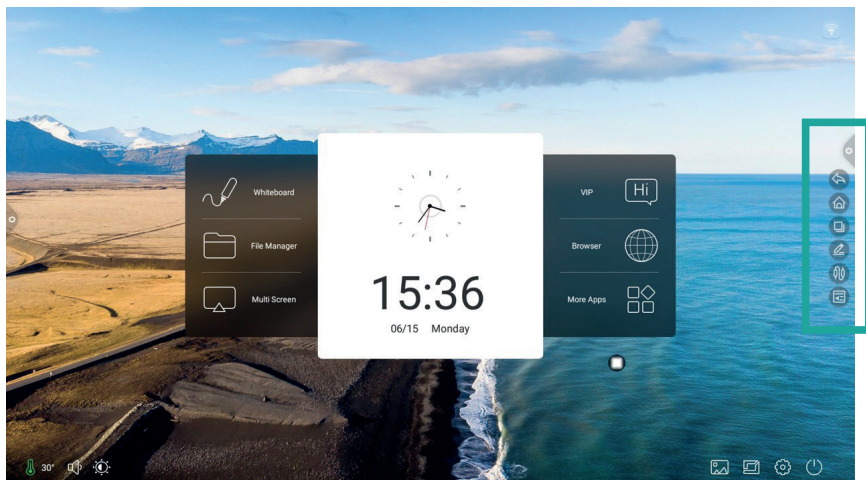 Whiteboard
File Manager
Multi Screen
15:36
06/15 Monday
VIP
Hi
Browser
More Apps
30°